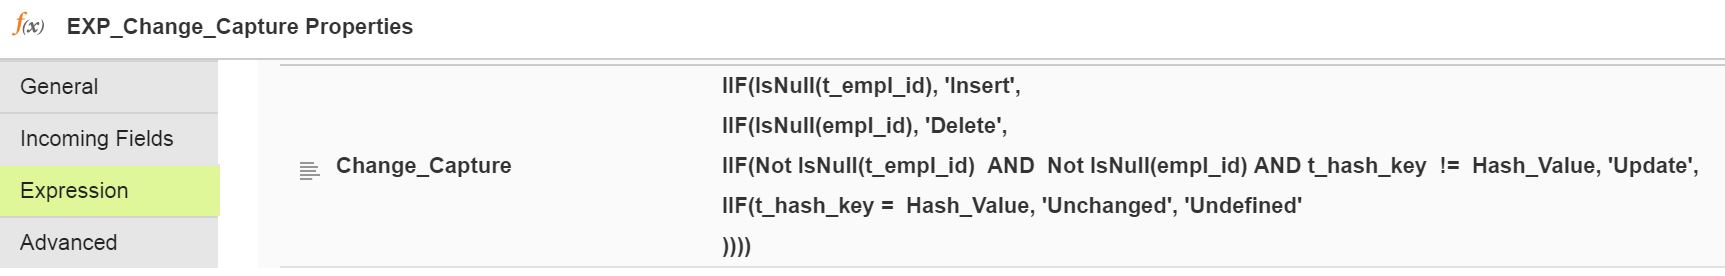 f(x) EXP_Change_Capture Properties
General
Incoming Fields
Expression
Advanced
Change_Capture
IIF(IsNull(t_empl_id), 'Insert',
IIF(IsNull(empl_id), 'Delete',
IIF(Not IsNull(t_empl_id)  AND  Not IsNull(empl_id) AND t_hash_key  !=  Hash_Value, 'Update',
IIF(t_hash_key =  Hash_Value, 'Unchanged', 'Undefined'
))))